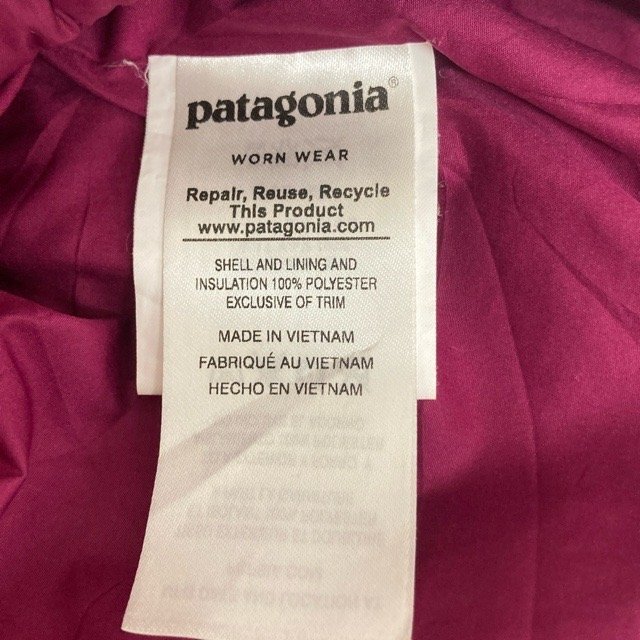 patagonia®
WORN WEAR
Repair, Reuse, Recycle
This Product
www.patagonia.com
SHELL AND LINING AND
INSULATION 100% POLYESTER
EXCLUSIVE OF TRIM
MADE IN VIETNAM
FABRIQUÉ AU VIETNAM
HECHO EN VIETNAM